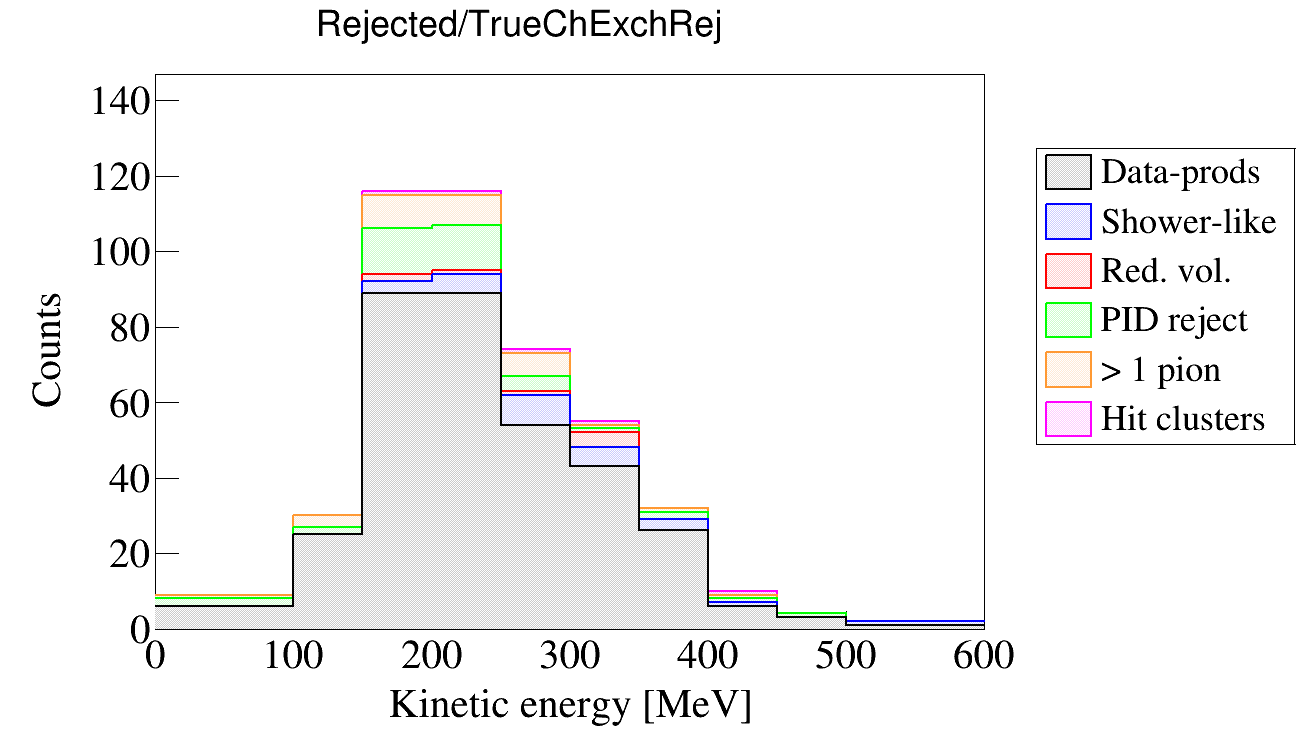 Rejected/TrueChExchRej
140
120
100
80
60
40
20
0
Counts
0 100 200 300 400 500 600
Kinetic energy [MeV]
Data-prods
Shower-like
Red. vol.
PID reject
> 1 pion
Hit clusters